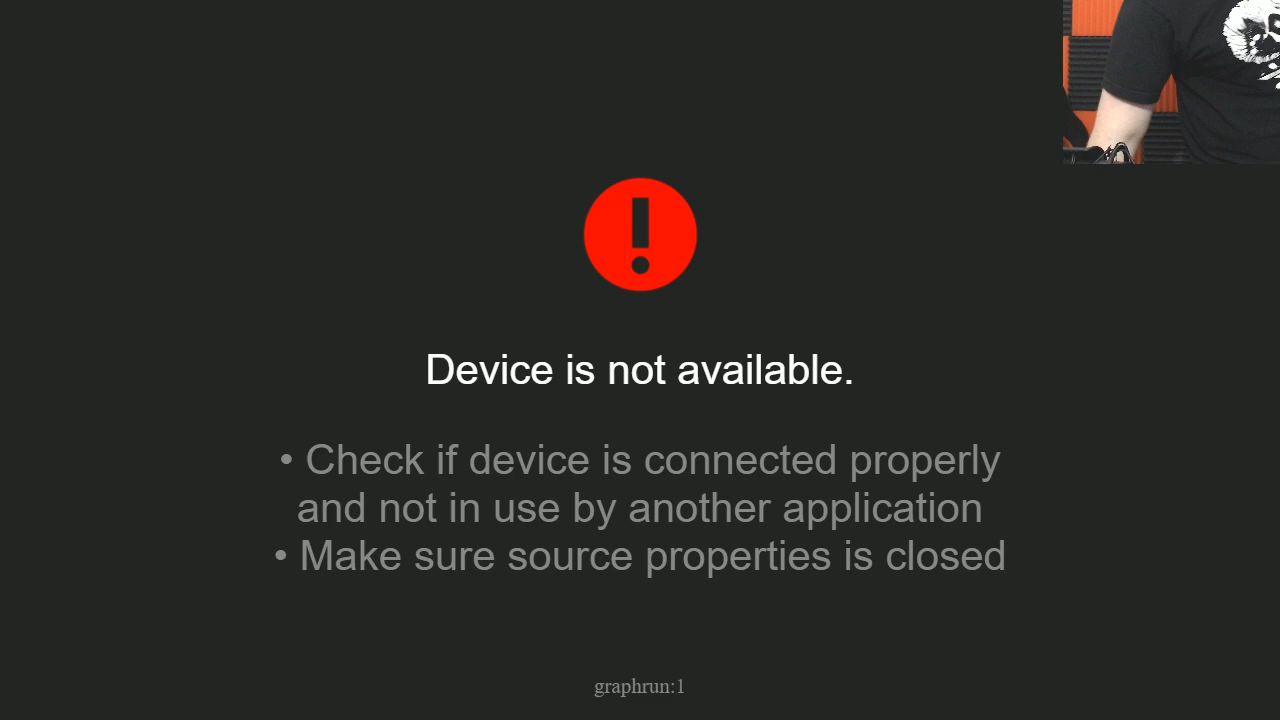 Device is not available.
• Check if device is connected properly
and not in use by another application
• Make sure source properties is closed
graphrun:1